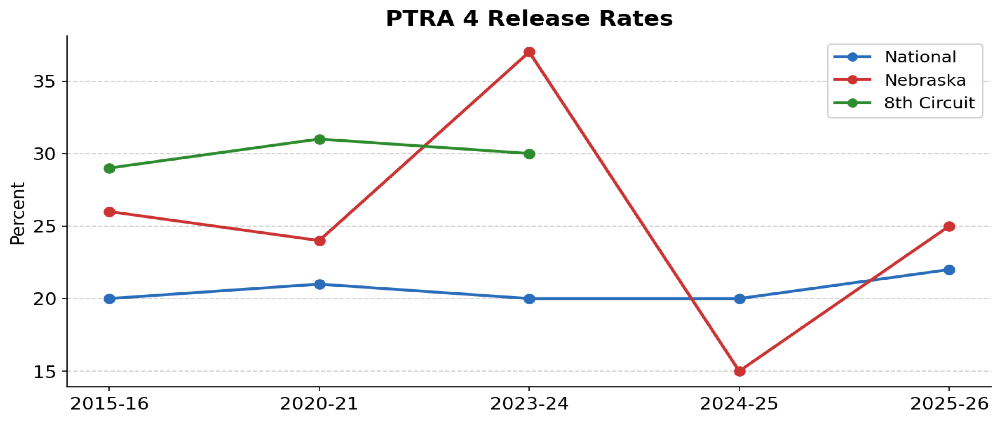 PTRA 4 Release Rates
National
Nebraska
8th Circuit
Percent
35
30
25
20
15
2015-16 2020-21 2023-24 2024-25 2025-26